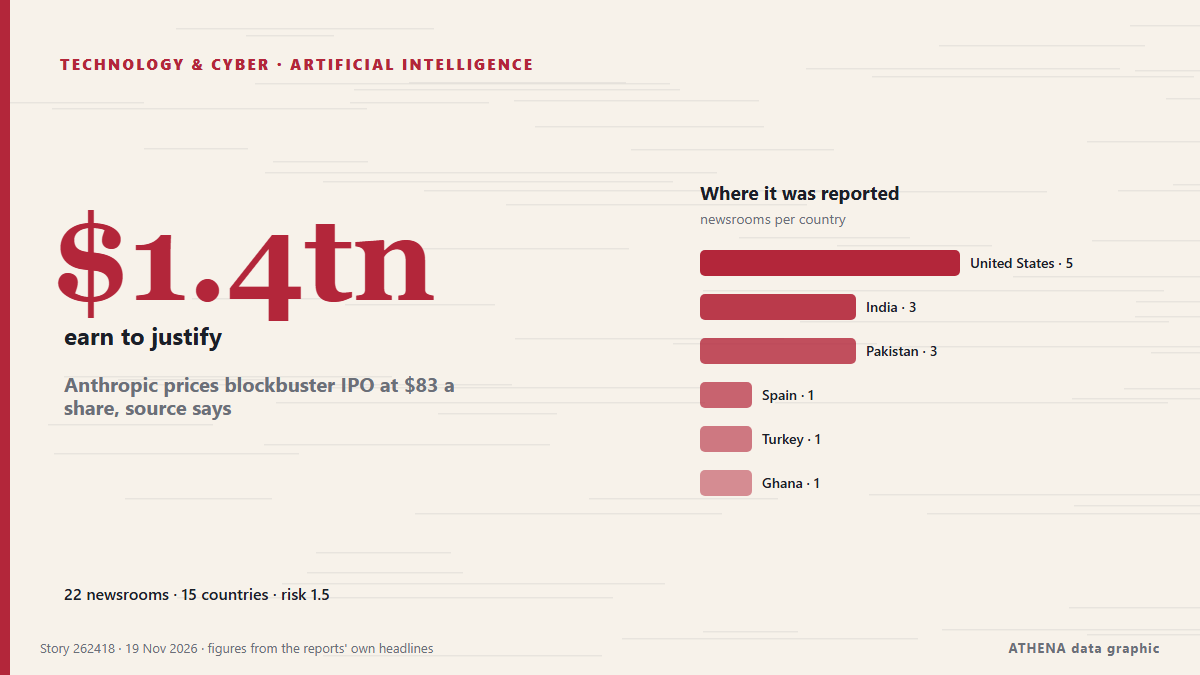 TECHNOLOGY & CYBER · ARTIFICIAL INTELLIGENCE
$1.4tn
earn to justify
Anthropic prices blockbuster IPO at $83 a
share, source says
22 newsrooms · 15 countries · risk 1.5
Where it was reported
newsrooms per country
United States · 5
India · 3
Pakistan · 3
Spain · 1
Turkey · 1
Ghana · 1
Story 262418 · 19 Nov 2026 · figures from the reports' own headlines
ATHENA data graphic